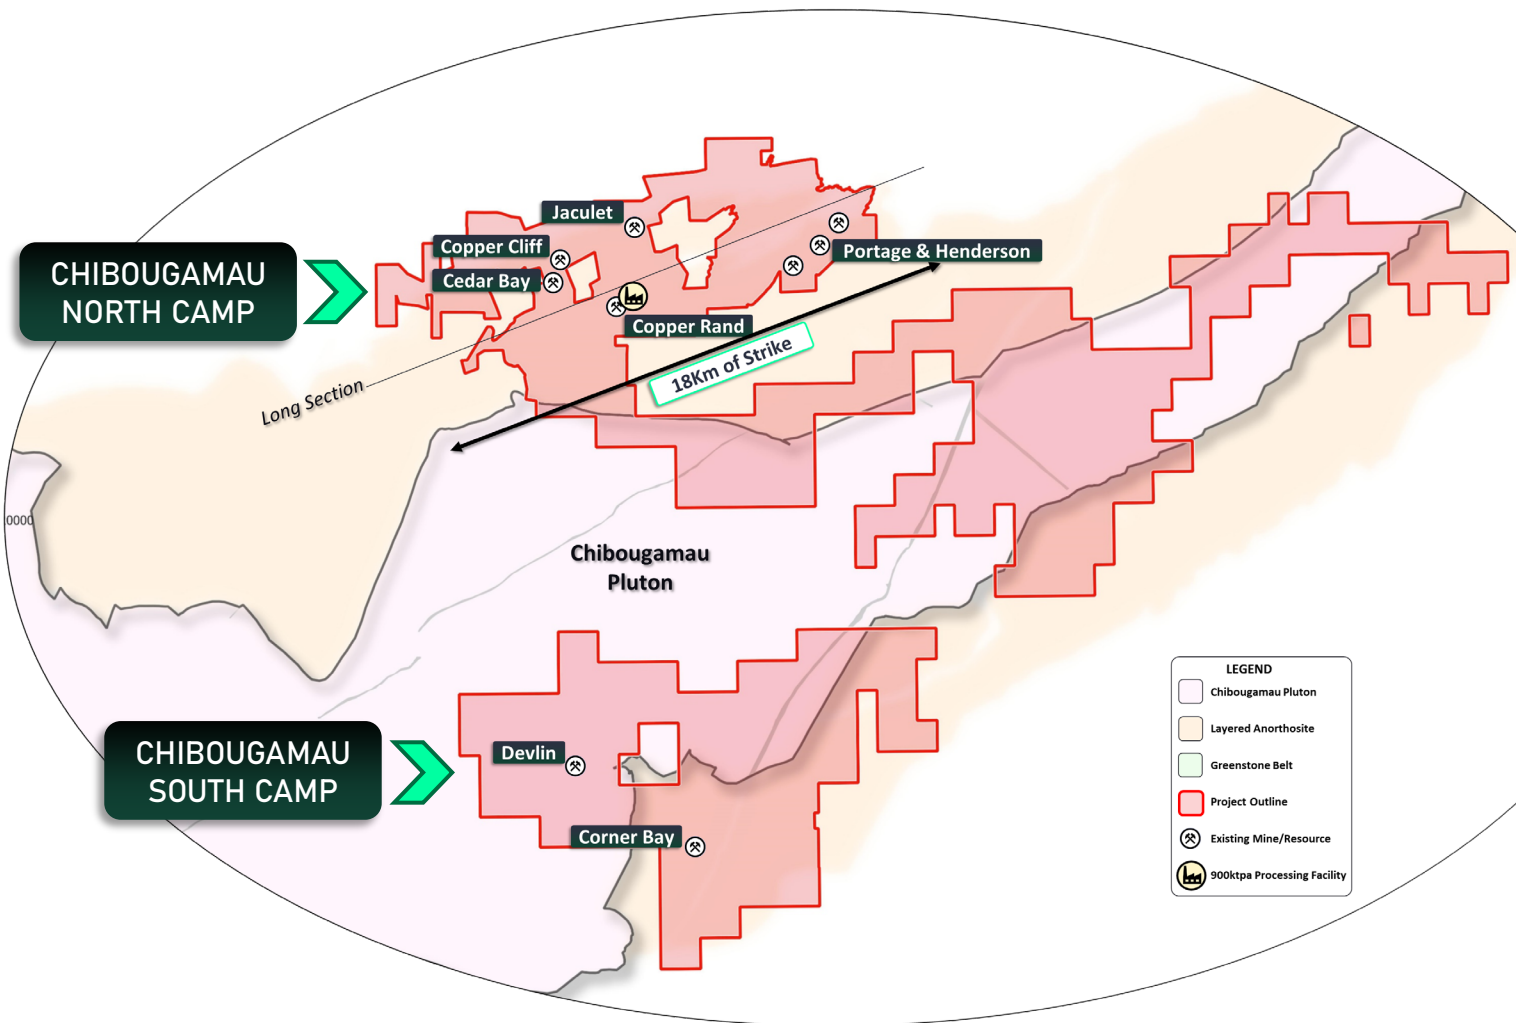 Jaculet
Copper Cliff
Cedar Bay
Portage & Henderson
CHIBOUGAMAU
NORTH CAMP
Copper Rand
18Km of Strike
Long Section
0000
Chibougamau
Pluton
CHIBOUGAMAU
SOUTH CAMP
Devlin
Corner Bay
LEGEND
Chibougamau Pluton
Layered Anorthosite
Greenstone Belt
Project Outline
Existing Mine/Resource
900ktpa Processing Facility